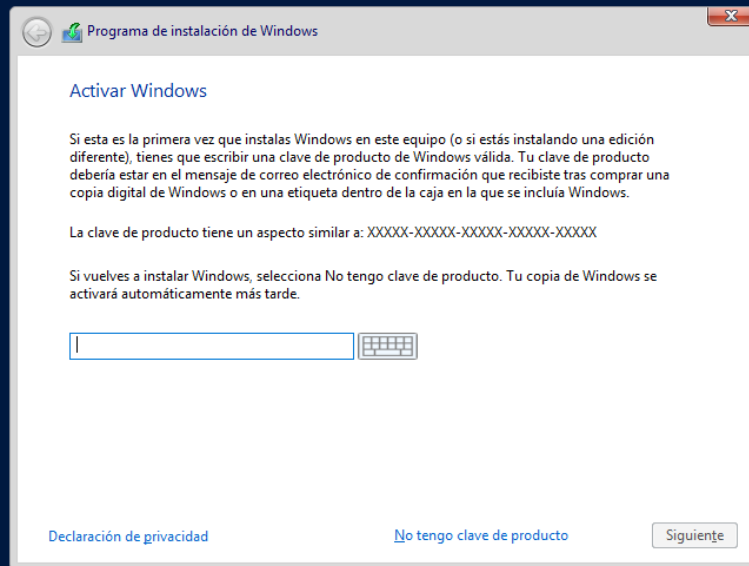 Programa de instalación de Windows
Activar Windows
Si esta es la primera vez que instalas Windows en este equipo (o si estás instalando una edición
diferente), tienes que escribir una clave de producto de Windows válida. Tu clave de producto
debería estar en el mensaje de correo electrónico de confirmación que recibiste tras comprar una
copia digital de Windows o en una etiqueta dentro de la caja en la que se incluía Windows.
La clave de producto tiene un aspecto similar a: XXXXX-XXXXX-XXXXX-XXXXX-XXXXX
Si vuelves a instalar Windows, selecciona No tengo clave de producto. Tu copia de Windows se
activará automáticamente más tarde.
Declaración de privacidad
No tengo clave de producto
Siguiente